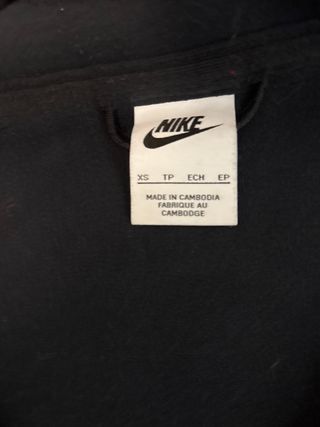 NIKE
XS TP ECH EP
MADE IN CAMBODIA
FABRIQUE AU
CAMBODGE